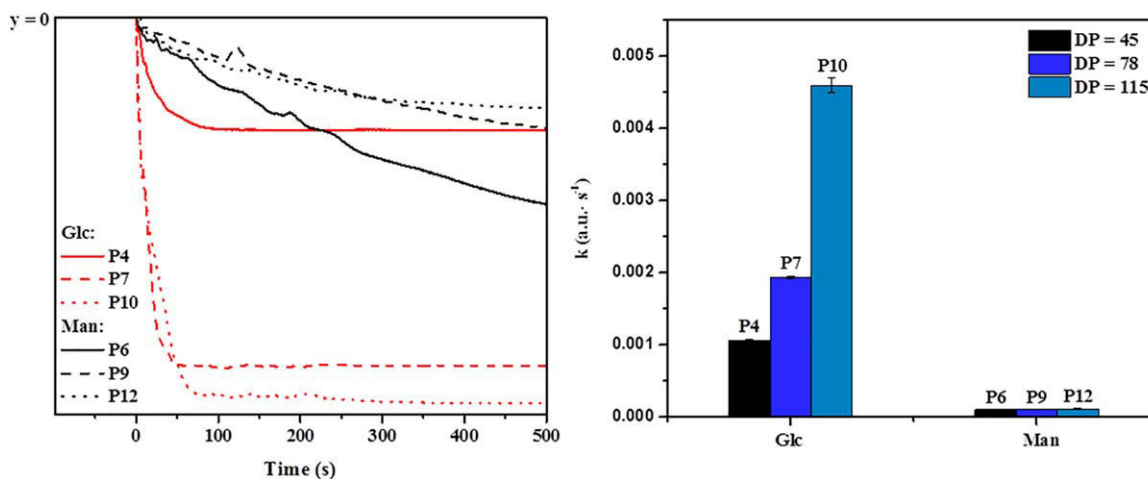 y = 0
Glc:
P4
P7
P10
Man:
P6
P9
P12
0 100 200 300 400 500
Time (s)
k (a.u.· s⁻¹)
0.005
0.004
0.003
0.002
0.001
0.000
DP = 45
DP = 78
DP = 115
P10
P7
P4
P6 P9 P12
Glc Man